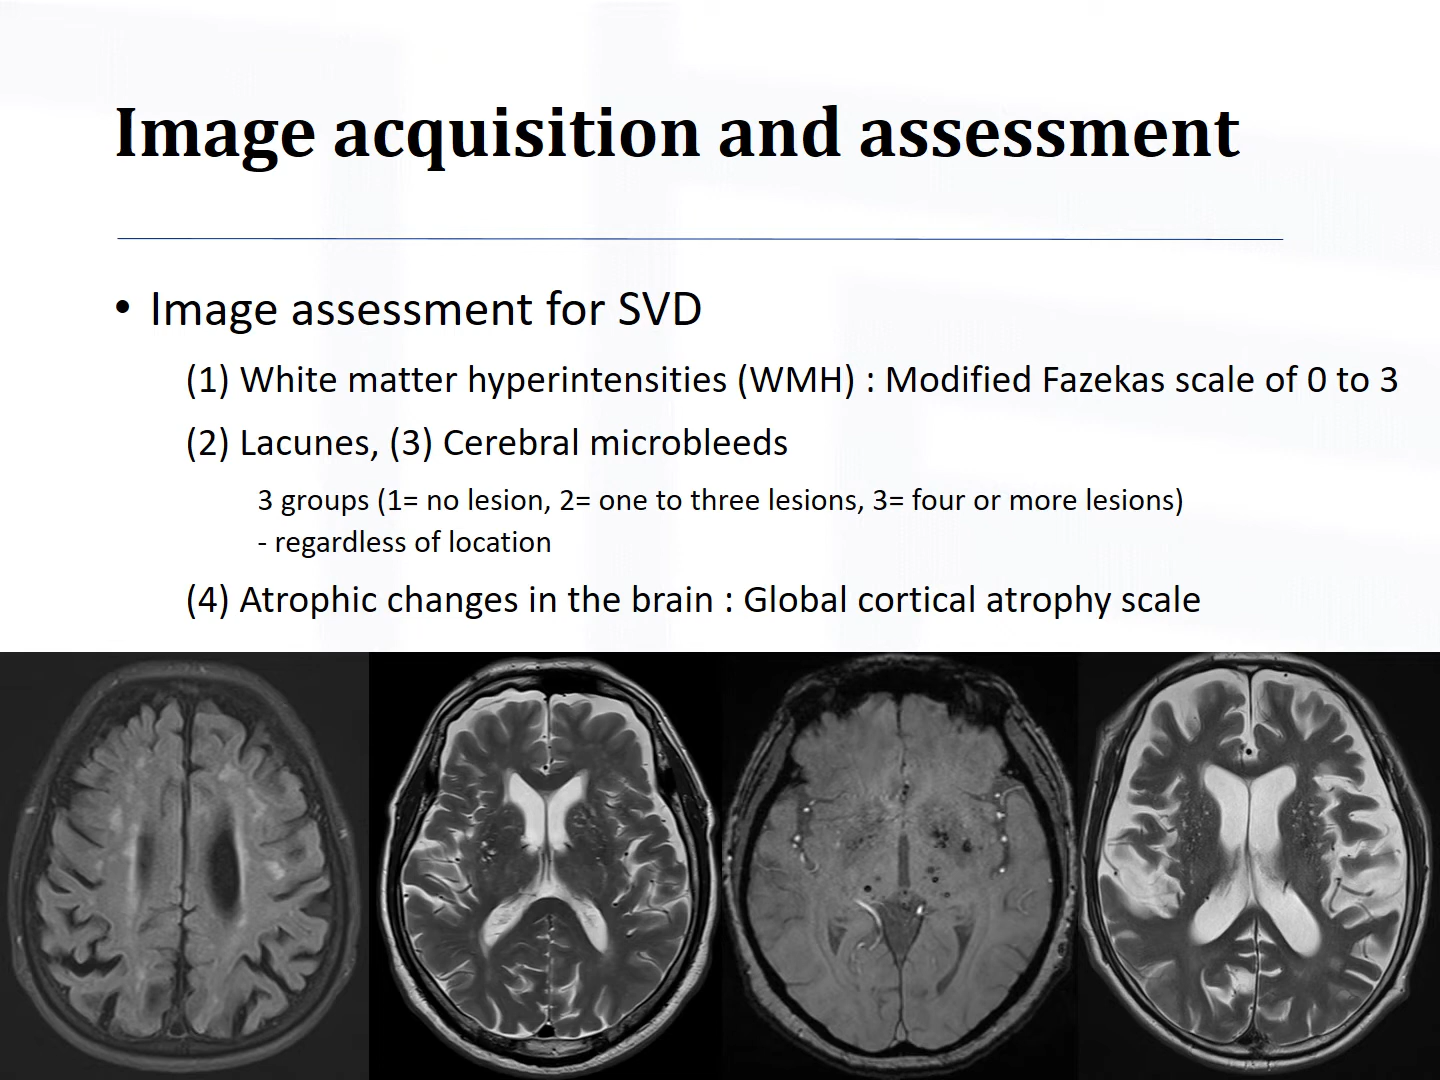 Image acquisition and assessment
• Image assessment for SVD
(1) White matter hyperintensities (WMH) : Modified Fazekas scale of 0 to 3
(2) Lacunes, (3) Cerebral microbleeds
3 groups (1= no lesion, 2= one to three lesions, 3= four or more lesions)
- regardless of location
(4) Atrophic changes in the brain : Global cortical atrophy scale